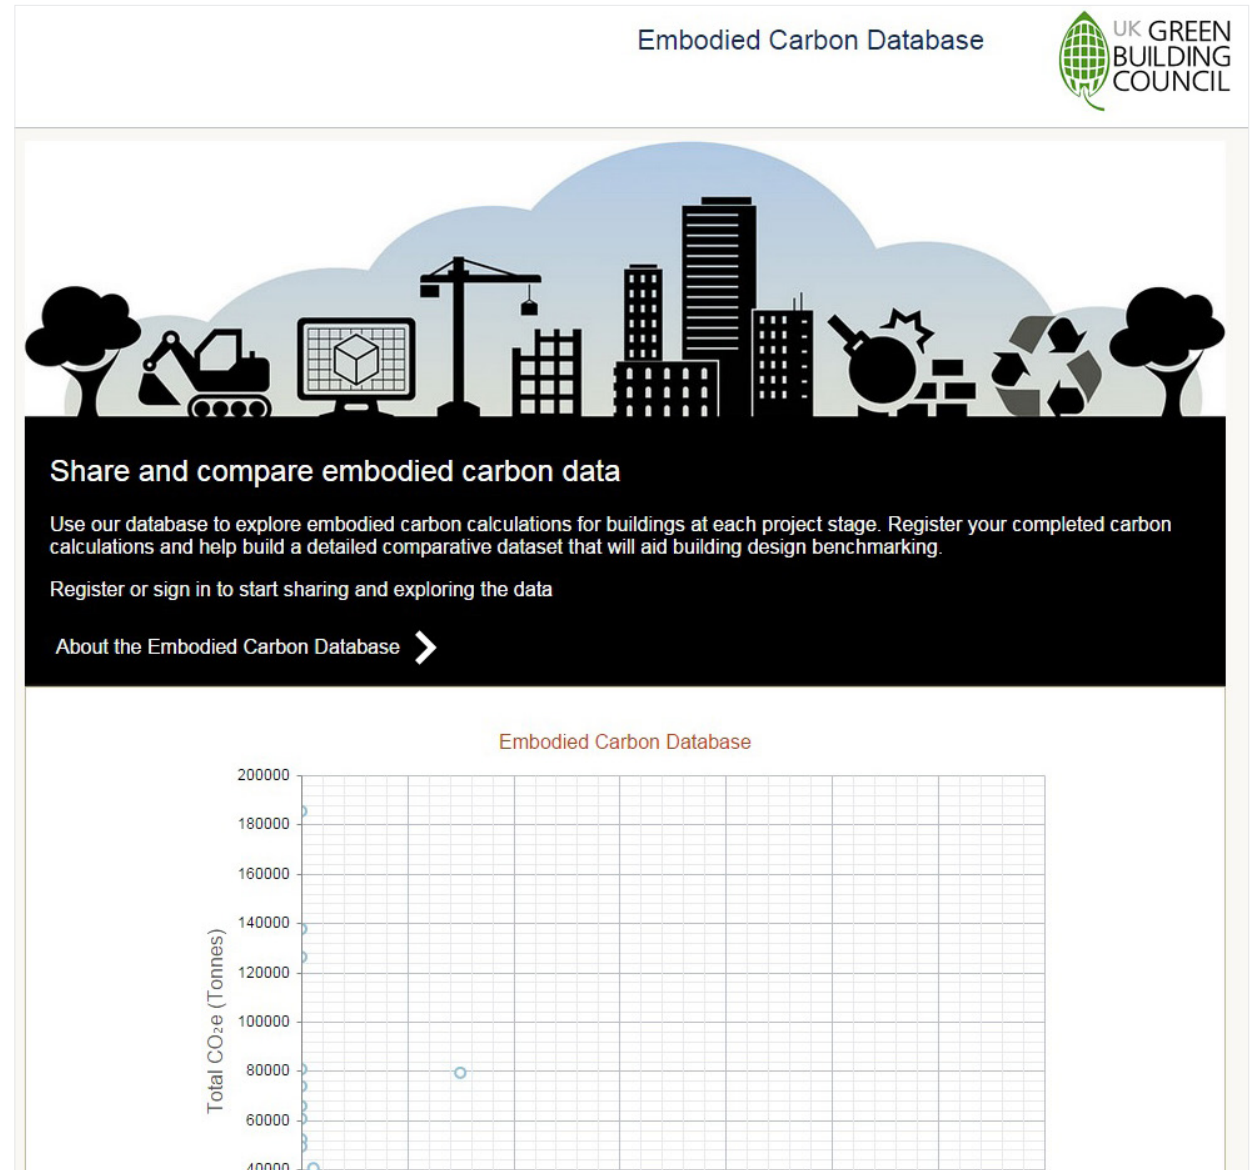 Embodied Carbon Database
UK GREEN
BUILDING
COUNCIL
Share and compare embodied carbon data
Use our database to explore embodied carbon calculations for buildings at each project stage. Register your completed carbon
calculations and help build a detailed comparative dataset that will aid building design benchmarking.
Register or sign in to start sharing and exploring the data
About the Embodied Carbon Database
Embodied Carbon Database
200000
180000
160000
140000
120000
100000
80000
60000
40000
Total CO₂e (Tonnes)